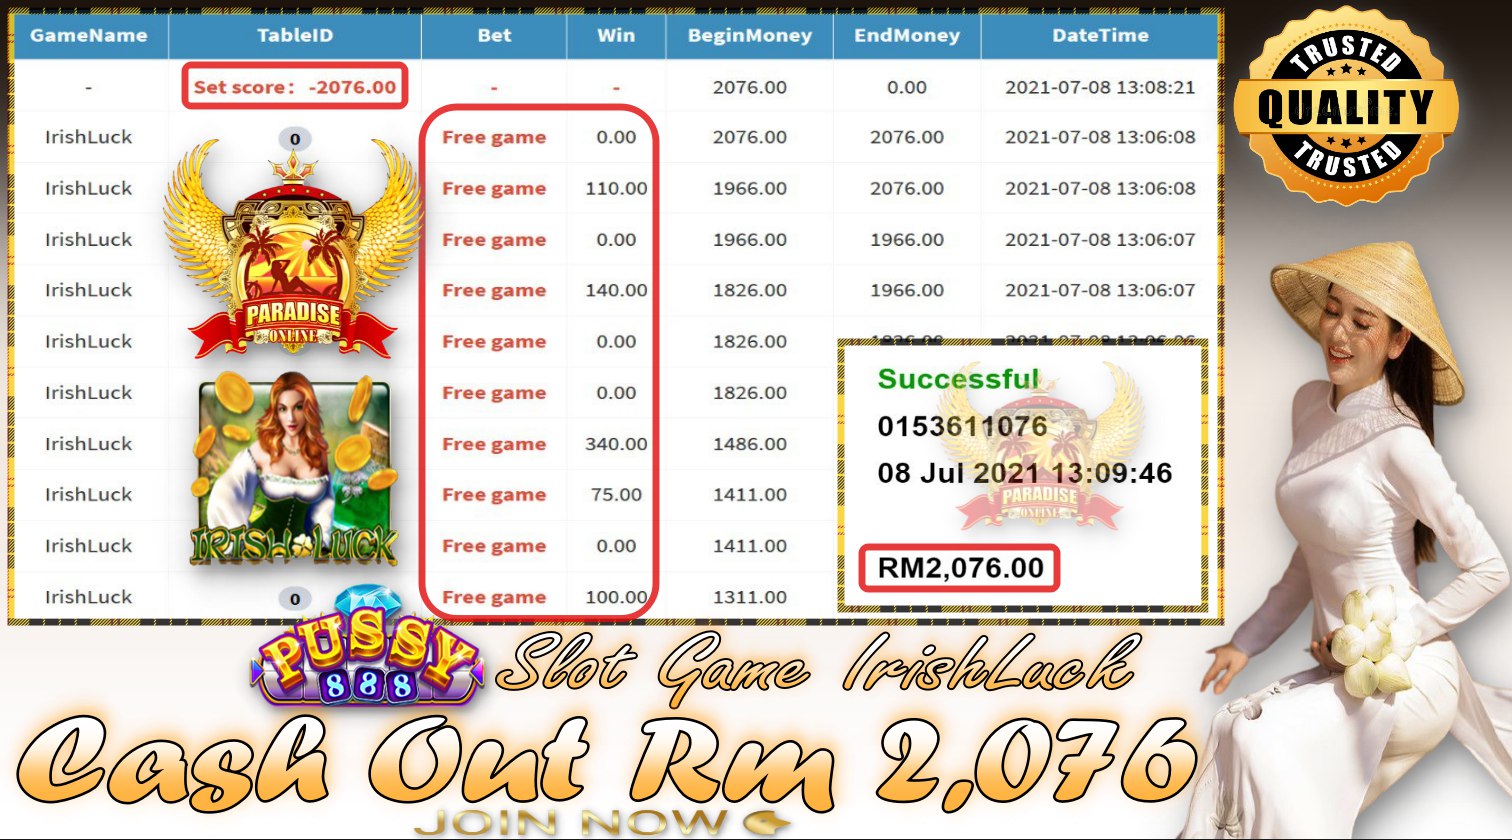 GameName TableID Bet Win BeginMoney EndMoney DateTime
- Set score: -2076.00 - - 2076.00 0.00 2021-07-08 13:08:21
IrishLuck 0 Free game 0.00 2076.00 2076.00 2021-07-08 13:06:08
IrishLuck Free game 110.00 1966.00 2076.00 2021-07-08 13:06:08
IrishLuck Free game 0.00 1966.00 1966.00 2021-07-08 13:06:07
IrishLuck Free game 140.00 1826.00 1966.00 2021-07-08 13:06:07
IrishLuck Free game 0.00 1826.00
IrishLuck Free game 0.00 1826.00
IrishLuck Free game 340.00 1486.00
IrishLuck Free game 75.00 1411.00
IrishLuck Free game 0.00 1411.00
IrishLuck 0 Free game 100.00 1311.00
PARADISE
ONLINE
IRISH LUCK
Successful
0153611076
08 Jul 2021 13:09:46
PARADISE
ONLINE
RM2,076.00
TRUSTED
QUALITY
TRUSTED
PUSSY
888
Slot Game IrishLuck
Cash Out Rm 2,076
JOIN NOW